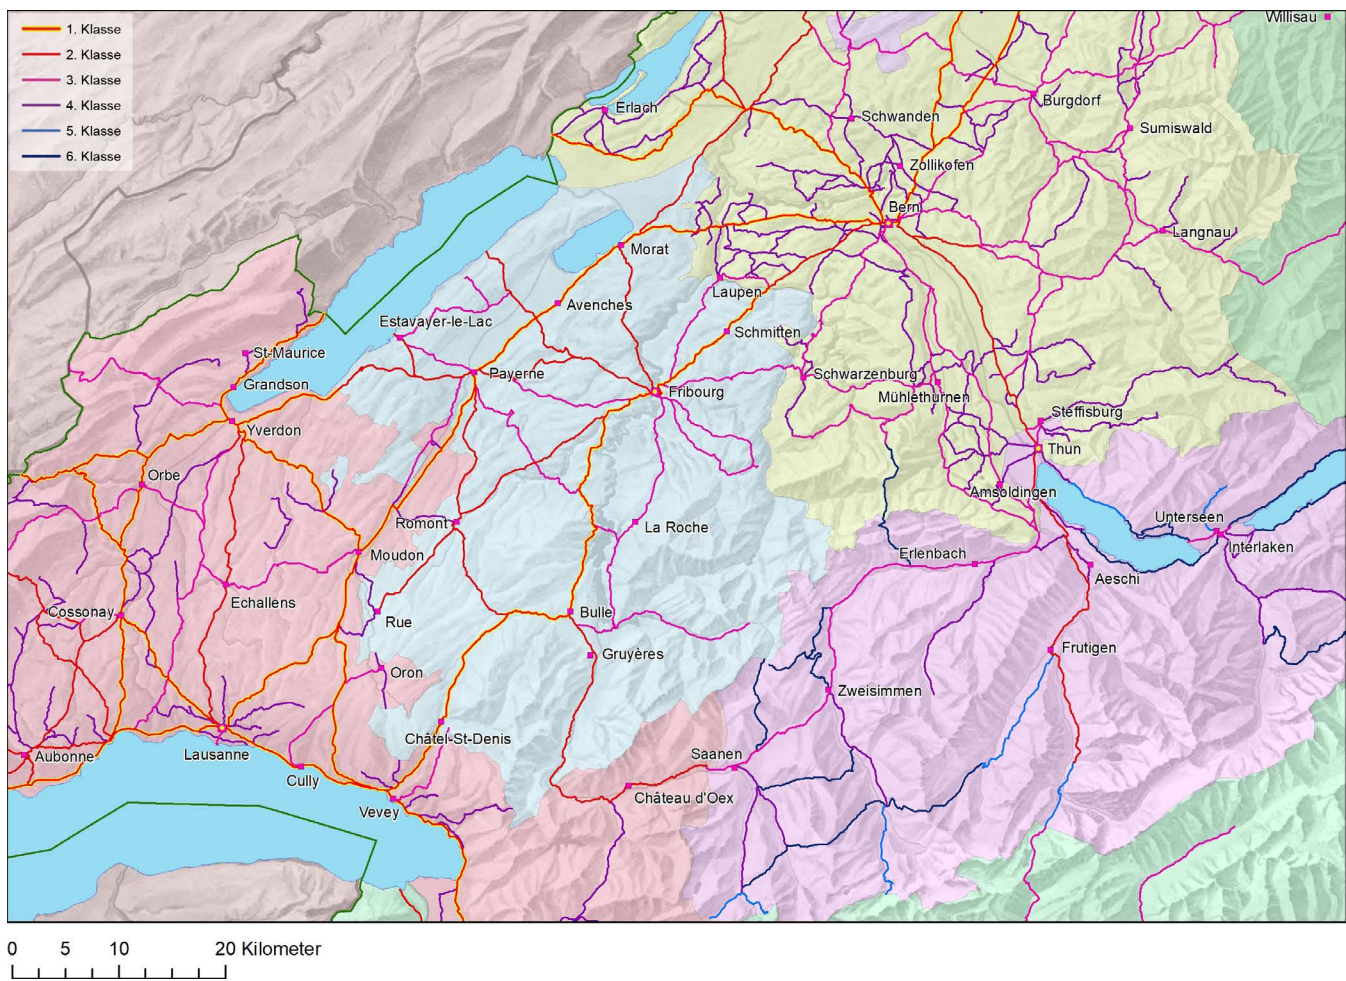 Willisau
1. Klasse
2. Klasse
3. Klasse
4. Klasse
5. Klasse
6. Klasse
Erlach
Burgdorf
Schwanden
Sumiswald
Zollikofen
Bern
Langnau
Morat
Laupen
Avenches
Estavayer-le-Lac
Schmitten
St-Maurice
Grandson
Payerne
Schwarzenburg
Fribourg
Mühlethurnen
Steffisburg
Yverdon
Thun
Orbe
Amsoldingen
Romont
La Roche
Unterseen
Interlaken
Moudon
Erlenbach
Aeschi
Echallens
Cossonay
Rue
Bulle
Gruyères
Frutigen
Oron
Zweisimmen
Châtel-St-Denis
Aubonne
Lausanne
Saanen
Cully
Château d'Oex
Vevey
0 5 10 20 Kilometer